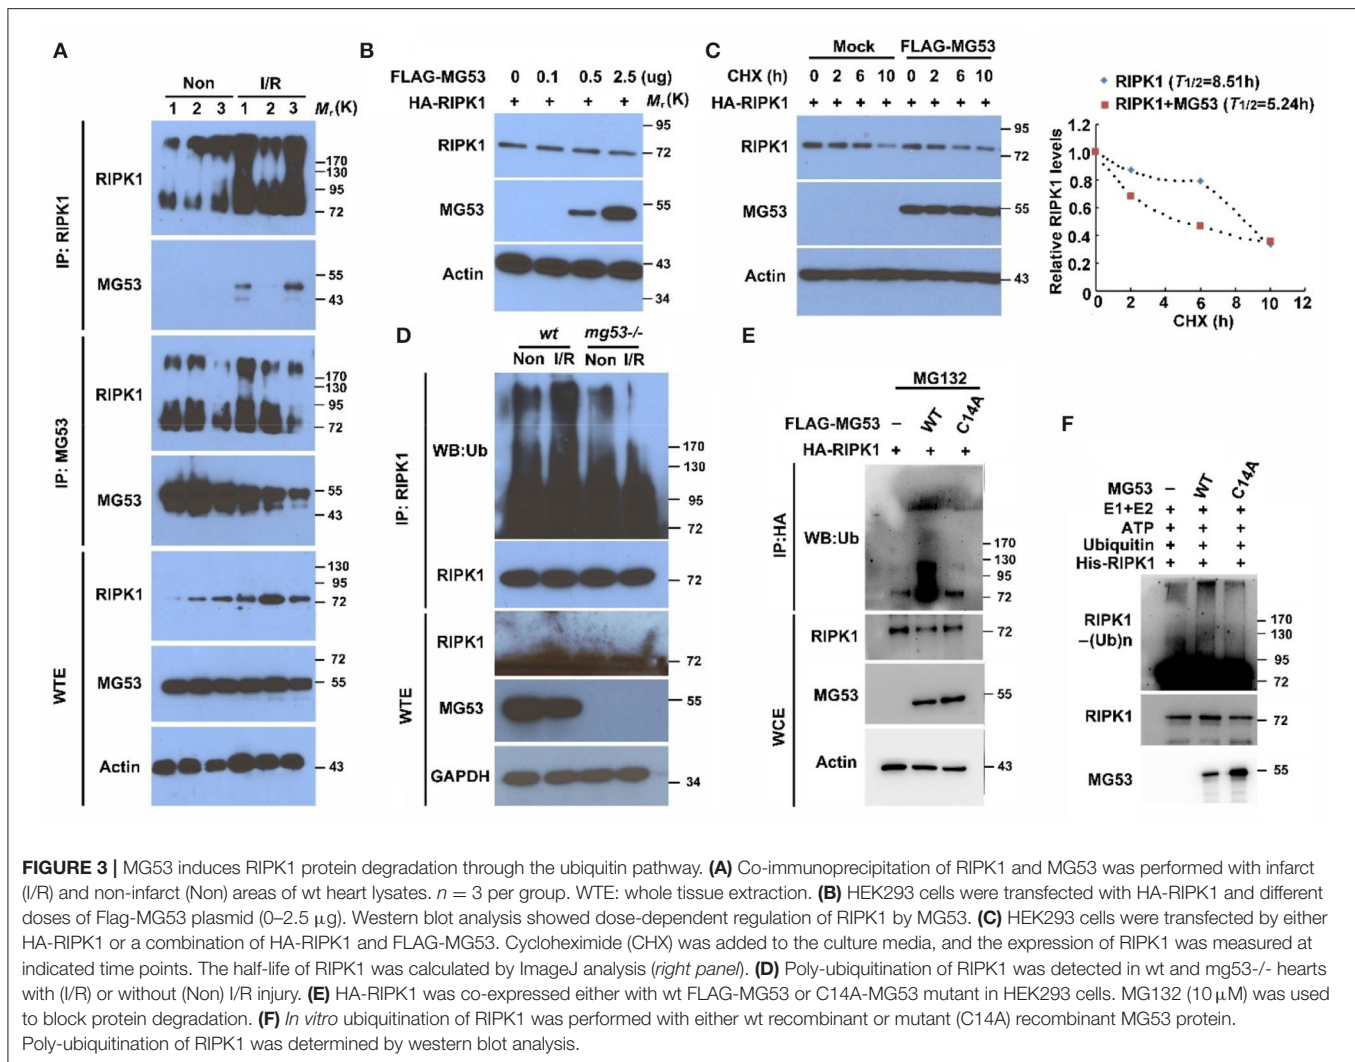 A
Non I/R
1 2 3 1 2 3 Mr(K)
IP: RIPK1
RIPK1
170
130
95
72
MG53
55
43
IP: MG53
RIPK1
170
130
95
72
MG53
55
43
WTE
RIPK1
130
95
72
MG53
72
55
Actin
43
B
FLAG-MG53 0 0.1 0.5 2.5 (ug)
HA-RIPK1 + + + + Mr(K)
RIPK1
95
72
MG53
55
Actin
43
34
C
Mock FLAG-MG53
CHX (h) 0 2 6 10 0 2 6 10
HA-RIPK1 + + + + + + + +
RIPK1
95
72
MG53
55
Actin
43
RIPK1 (T1/2=8.51h)
RIPK1+MG53 (T1/2=5.24h)
Relative RIPK1 levels
1.2
1.0
0.8
0.6
0.4
0.2
0
0 2 4 6 8 10 12
CHX (h)
D
wt mg53-/-
Non I/R Non I/R
IP: RIPK1
WB:Ub
170
130
95
72
RIPK1
72
WTE
RIPK1
72
MG53
55
GAPDH
34
E
MG132
FLAG-MG53 – WT C14A
HA-RIPK1 + + +
IP:HA
WB:Ub
170
130
95
72
WCE
RIPK1
72
MG53
55
Actin
43
F
MG53 – WT C14A
E1+E2 + + +
ATP + + +
Ubiquitin + + +
His-RIPK1 + + +
RIPK1
–(Ub)n
170
130
95
72
RIPK1
72
MG53
55
FIGURE 3 | MG53 induces RIPK1 protein degradation through the ubiquitin pathway. (A) Co-immunoprecipitation of RIPK1 and MG53 was performed with infarct
(I/R) and non-infarct (Non) areas of wt heart lysates. n = 3 per group. WTE: whole tissue extraction. (B) HEK293 cells were transfected with HA-RIPK1 and different
doses of Flag-MG53 plasmid (0–2.5 μg). Western blot analysis showed dose-dependent regulation of RIPK1 by MG53. (C) HEK293 cells were transfected by either
HA-RIPK1 or a combination of HA-RIPK1 and FLAG-MG53. Cycloheximide (CHX) was added to the culture media, and the expression of RIPK1 was measured at
indicated time points. The half-life of RIPK1 was calculated by ImageJ analysis (right panel). (D) Poly-ubiquitination of RIPK1 was detected in wt and mg53-/- hearts
with (I/R) or without (Non) I/R injury. (E) HA-RIPK1 was co-expressed either with wt FLAG-MG53 or C14A-MG53 mutant in HEK293 cells. MG132 (10 μM) was used
to block protein degradation. (F) In vitro ubiquitination of RIPK1 was performed with either wt recombinant or mutant (C14A) recombinant MG53 protein.
Poly-ubiquitination of RIPK1 was determined by western blot analysis.